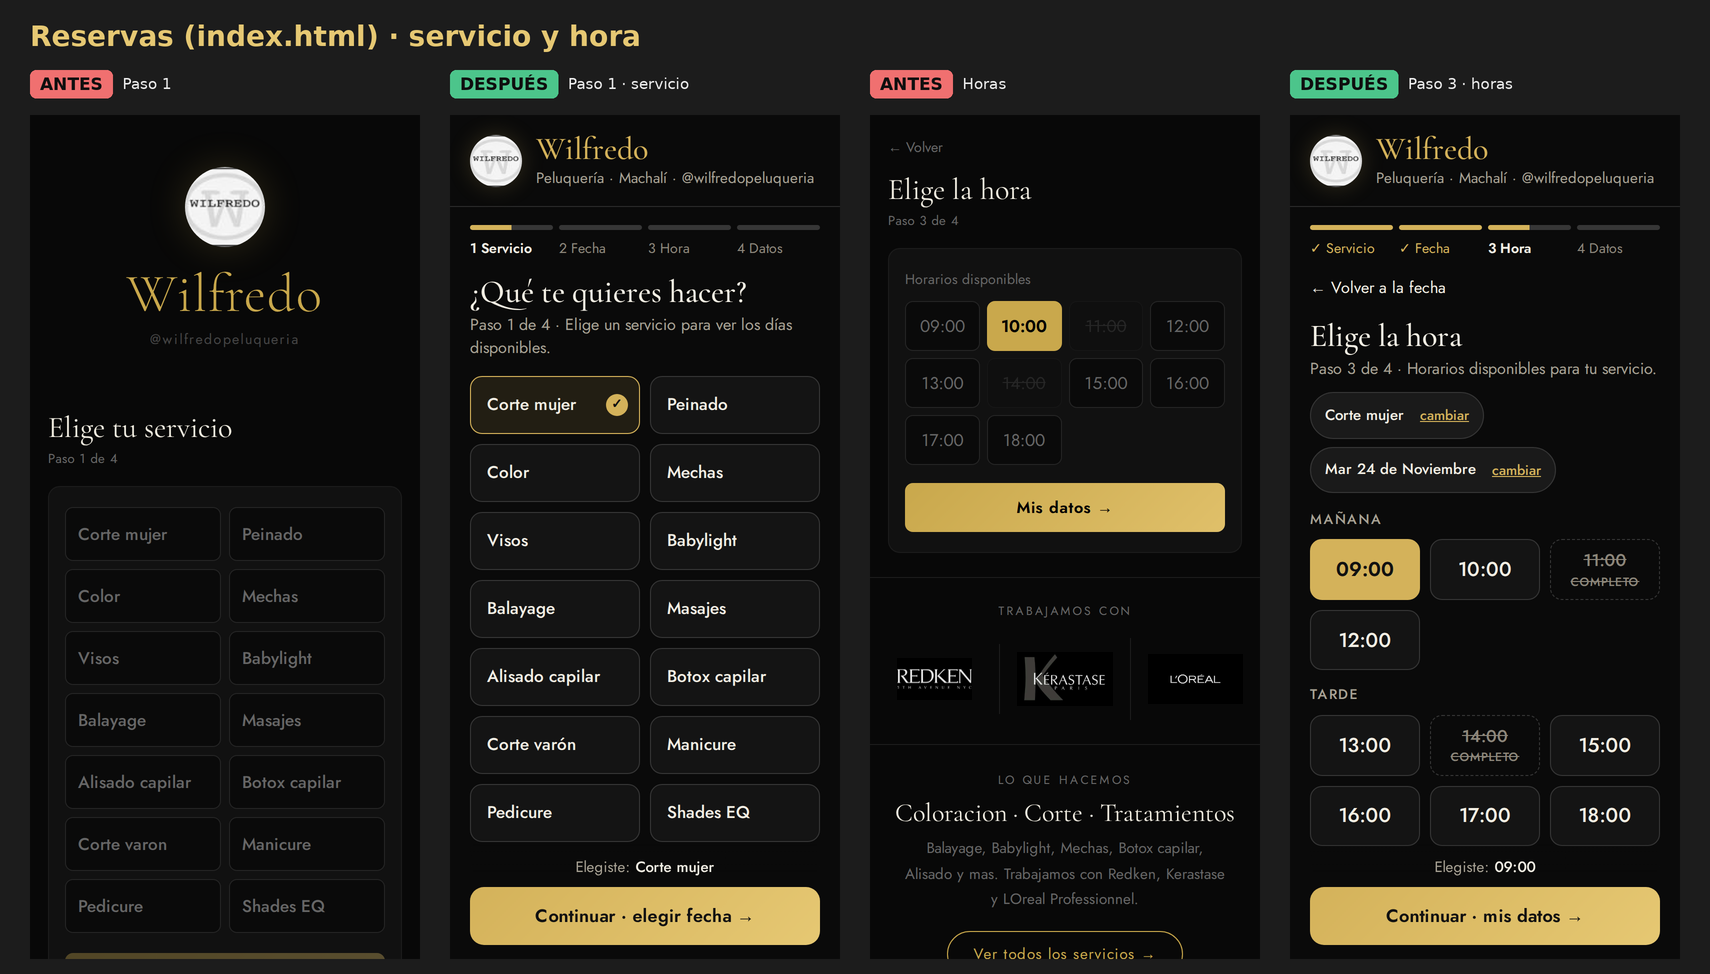 Reservas (index.html) · servicio y hora
ANTES Paso 1
WILFREDO
Wilfredo
@wilfredopeluqueria
Elige tu servicio
Paso 1 de 4
Corte mujer Peinado
Color Mechas
Visos Babylight
Balayage Masajes
Alisado capilar Botox capilar
Corte varon Manicure
Pedicure Shades EQ
DESPUÉS Paso 1 · servicio
WILFREDO
Wilfredo
Peluquería · Machalí · @wilfredopeluqueria
1 Servicio 2 Fecha 3 Hora 4 Datos
¿Qué te quieres hacer?
Paso 1 de 4 · Elige un servicio para ver los días
disponibles.
Corte mujer ✓ Peinado
Color Mechas
Visos Babylight
Balayage Masajes
Alisado capilar Botox capilar
Corte varón Manicure
Pedicure Shades EQ
Elegiste: Corte mujer
Continuar · elegir fecha →
ANTES Horas
← Volver
Elige la hora
Paso 3 de 4
Horarios disponibles
09:00 10:00 11:00 12:00
13:00 14:00 15:00 16:00
17:00 18:00
Mis datos →
TRABAJAMOS CON
REDKEN KÉRASTASE L'ORÉAL
5TH AVENUE NYC PARIS
LO QUE HACEMOS
Coloracion · Corte · Tratamientos
Balayage, Babylight, Mechas, Botox capilar,
Alisado y mas. Trabajamos con Redken, Kerastase
y LOreal Professionnel.
Ver todos los servicios →
DESPUÉS Paso 3 · horas
WILFREDO
Wilfredo
Peluquería · Machalí · @wilfredopeluqueria
✓ Servicio ✓ Fecha 3 Hora 4 Datos
← Volver a la fecha
Elige la hora
Paso 3 de 4 · Horarios disponibles para tu servicio.
Corte mujer cambiar
Mar 24 de Noviembre cambiar
MAÑANA
09:00 10:00 11:00
COMPLETO
12:00
TARDE
13:00 14:00 15:00
COMPLETO
16:00 17:00 18:00
Elegiste: 09:00
Continuar · mis datos →